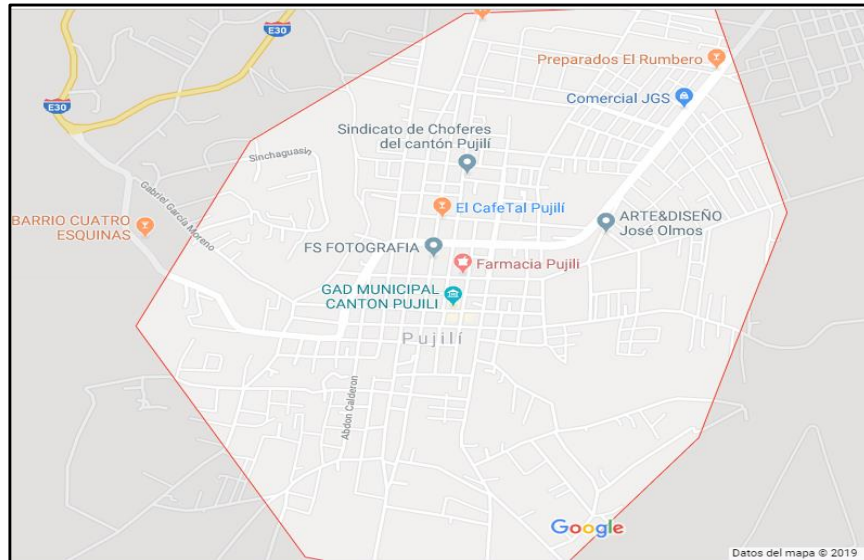 E30
E30
Preparados El Rumbero
Comercial JGS
Sindicato de Choferes
del cantón Pujilí
Sinchaguasin
Gabriel García Moreno
El CafeTal Pujilí
BARRIO CUATRO
ESQUINAS
ARTE&DISEÑO
José Olmos
FS FOTOGRAFIA
Farmacia Pujili
GAD MUNICIPAL
CANTON PUJILI
Pujilí
Abdon Calderon
Google
Datos del mapa © 2019